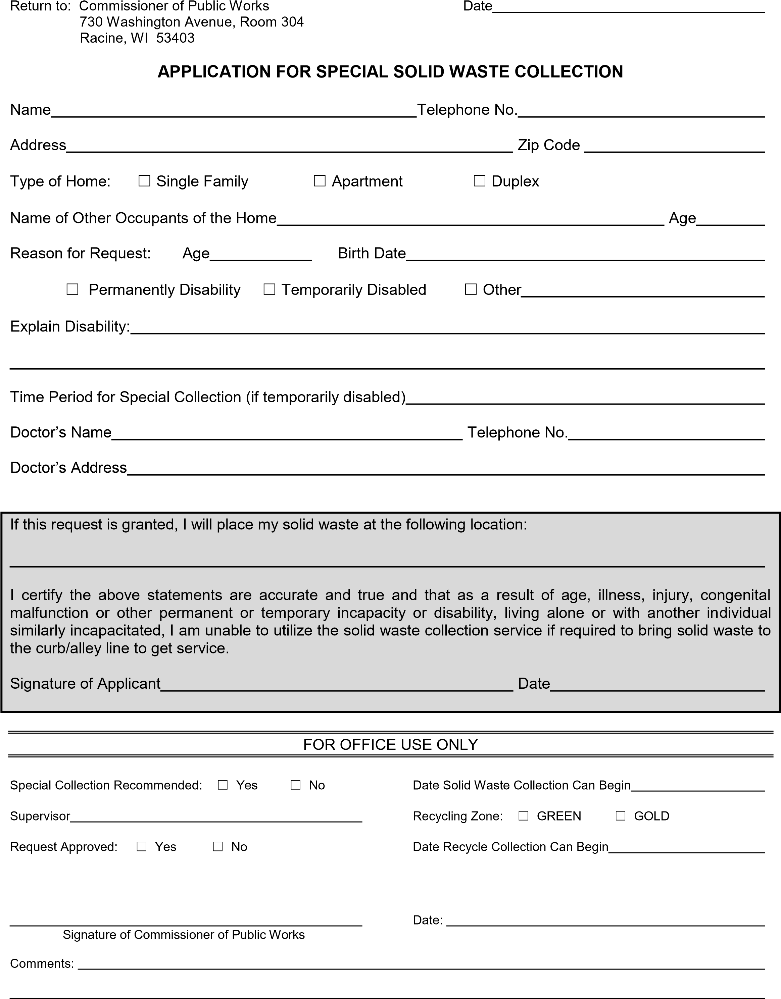 Return to: Commissioner of Public Works Date
730 Washington Avenue, Room 304
Racine, WI 53403
APPLICATION FOR SPECIAL SOLID WASTE COLLECTION
Name Telephone No.
Address Zip Code
Type of Home: ☐ Single Family ☐ Apartment ☐ Duplex
Name of Other Occupants of the Home Age
Reason for Request: Age Birth Date
☐ Permanently Disability ☐ Temporarily Disabled ☐ Other
Explain Disability:
Time Period for Special Collection (if temporarily disabled)
Doctor’s Name Telephone No.
Doctor’s Address
If this request is granted, I will place my solid waste at the following location:
I certify the above statements are accurate and true and that as a result of age, illness, injury, congenital
malfunction or other permanent or temporary incapacity or disability, living alone or with another individual
similarly incapacitated, I am unable to utilize the solid waste collection service if required to bring solid waste to
the curb/alley line to get service.
Signature of Applicant Date
FOR OFFICE USE ONLY
Special Collection Recommended: ☐ Yes ☐ No Date Solid Waste Collection Can Begin
Supervisor Recycling Zone: ☐ GREEN ☐ GOLD
Request Approved: ☐ Yes ☐ No Date Recycle Collection Can Begin
Date:
Signature of Commissioner of Public Works
Comments: